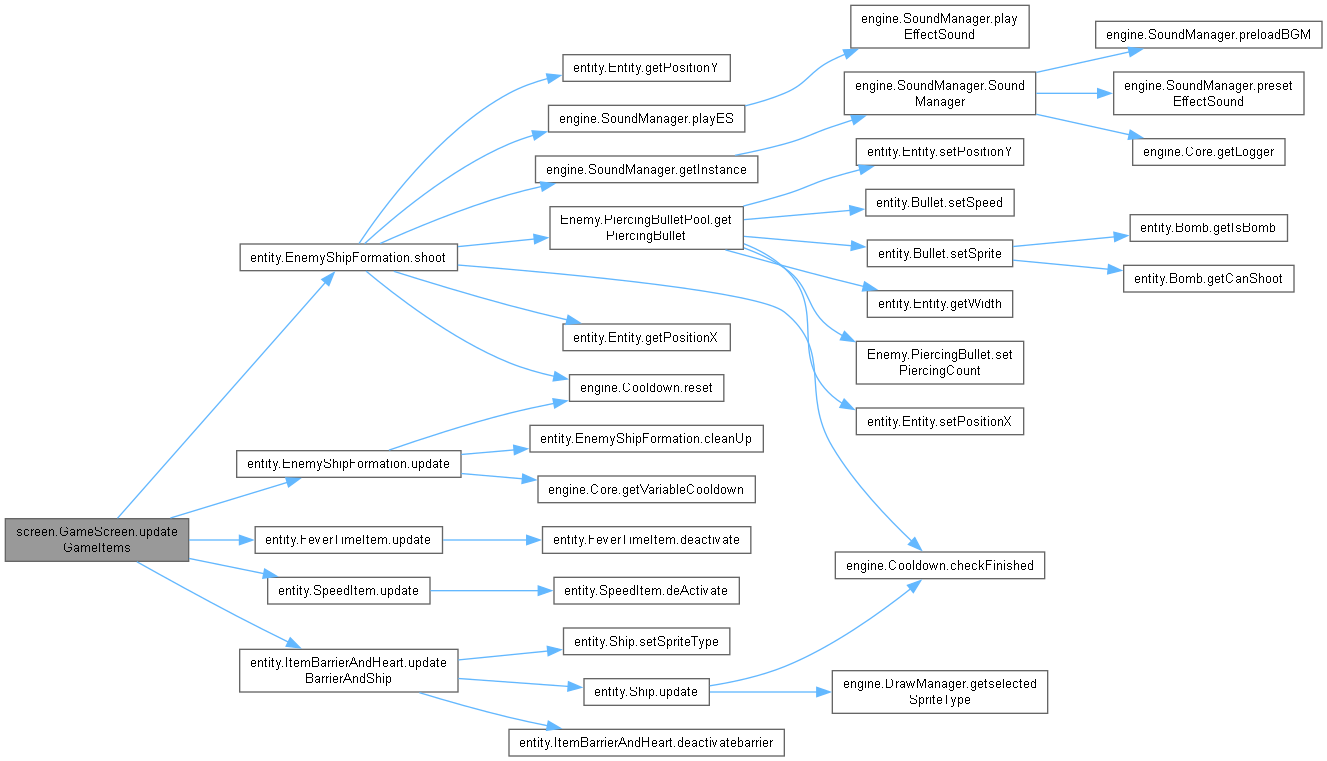 screen.GameScreen.update
GameItems
entity.EnemyShipFormation.shoot
entity.EnemyShipFormation.update
entity.FeverTimeItem.update
entity.SpeedItem.update
entity.ItemBarrierAndHeart.update
BarrierAndShip
entity.Entity.getPositionY
engine.SoundManager.playES
engine.SoundManager.getInstance
Enemy.PiercingBulletPool.get
PiercingBullet
entity.Entity.getPositionX
engine.Cooldown.reset
entity.EnemyShipFormation.cleanUp
engine.Core.getVariableCooldown
entity.FeverTimeItem.deactivate
entity.SpeedItem.deActivate
entity.Ship.setSpriteType
entity.Ship.update
entity.ItemBarrierAndHeart.deactivatebarrier
engine.SoundManager.play
EffectSound
engine.SoundManager.Sound
Manager
entity.Entity.setPositionY
entity.Bullet.setSpeed
entity.Bullet.setSprite
entity.Entity.getWidth
Enemy.PiercingBullet.set
PiercingCount
entity.Entity.setPositionX
engine.Cooldown.checkFinished
engine.DrawManager.getselected
SpriteType
engine.SoundManager.preloadBGM
engine.SoundManager.preset
EffectSound
engine.Core.getLogger
entity.Bomb.getIsBomb
entity.Bomb.getCanShoot